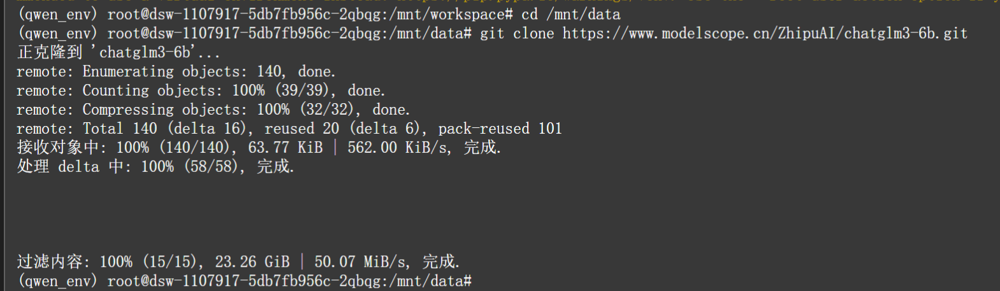 (qwen_env) root@dsw-1107917-5db7fb956c-2qbqg:/mnt/workspace# cd /mnt/data
(qwen_env) root@dsw-1107917-5db7fb956c-2qbqg:/mnt/data# git clone https://www.modelscope.cn/ZhipuAI/chatglm3-6b.git
正克隆到 'chatglm3-6b'...
remote: Enumerating objects: 140, done.
remote: Counting objects: 100% (39/39), done.
remote: Compressing objects: 100% (32/32), done.
remote: Total 140 (delta 16), reused 20 (delta 6), pack-reused 101
接收对象中: 100% (140/140), 63.77 KiB | 562.00 KiB/s, 完成.
处理 delta 中: 100% (58/58), 完成.
过滤内容: 100% (15/15), 23.26 GiB | 50.07 MiB/s, 完成.
(qwen_env) root@dsw-1107917-5db7fb956c-2qbqg:/mnt/data#